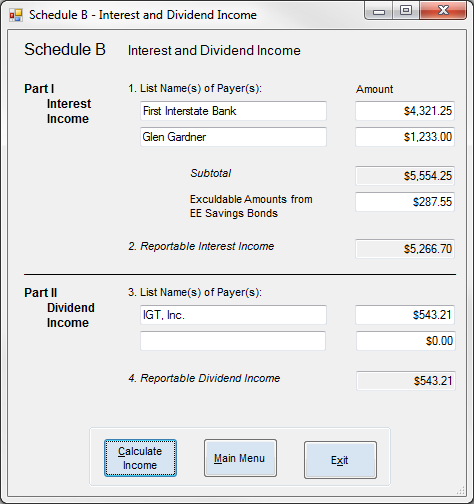 Schedule B - Interest and Dividend Income
Schedule B Interest and Dividend Income
Part I 1. List Name(s) of Payer(s): Amount
Interest First Interstate Bank $4,321.25
Income
Glen Gardner $1,233.00
Subtotal $5,554.25
Exculdable Amounts from $287.55
EE Savings Bonds
2. Reportable Interest Income $5,266.70
Part II 3. List Name(s) of Payer(s):
Dividend IGT, Inc. $543.21
Income
$0.00
4. Reportable Dividend Income $543.21
Calculate
Income
Main Menu
Exit